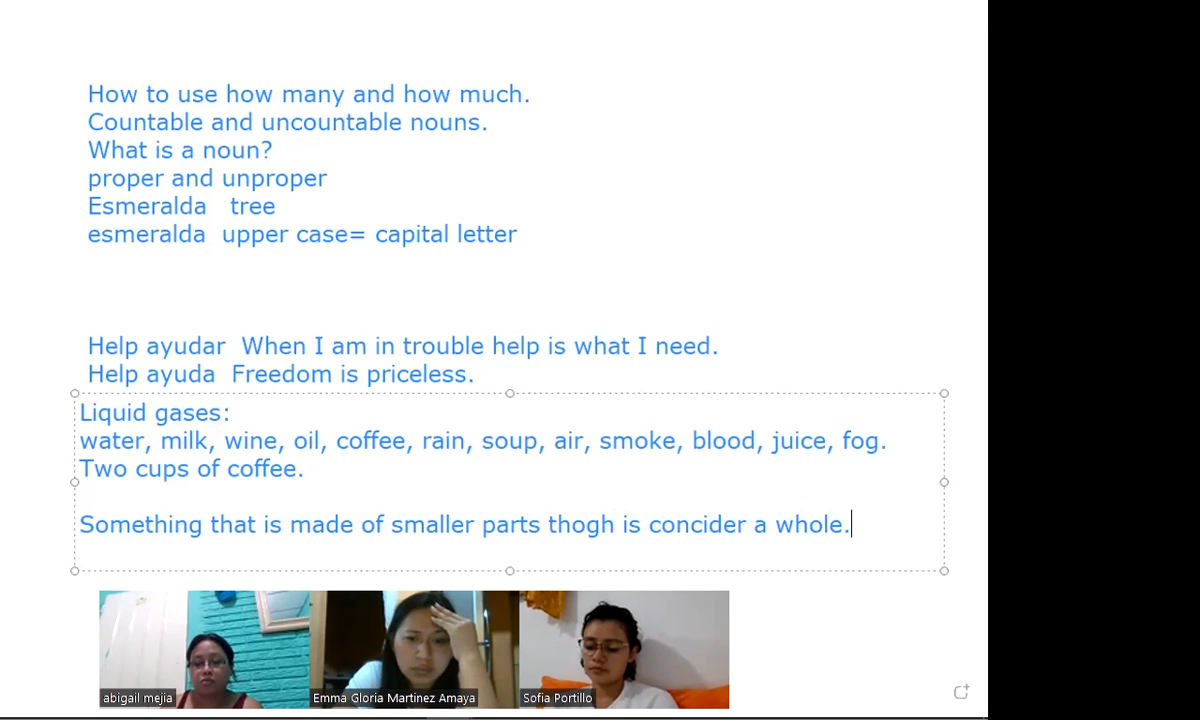 How to use how many and how much.
Countable and uncountable nouns.
What is a noun?
proper and unproper
Esmeralda tree
esmeralda upper case= capital letter
Help ayudar When I am in trouble help is what I need.
Help ayuda Freedom is priceless.
Liquid gases:
water, milk, wine, oil, coffee, rain, soup, air, smoke, blood, juice, fog.
Two cups of coffee.
Something that is made of smaller parts thogh is concider a whole.
abigail mejia
Emma Gloria Martinez Amaya
Sofia Portillo